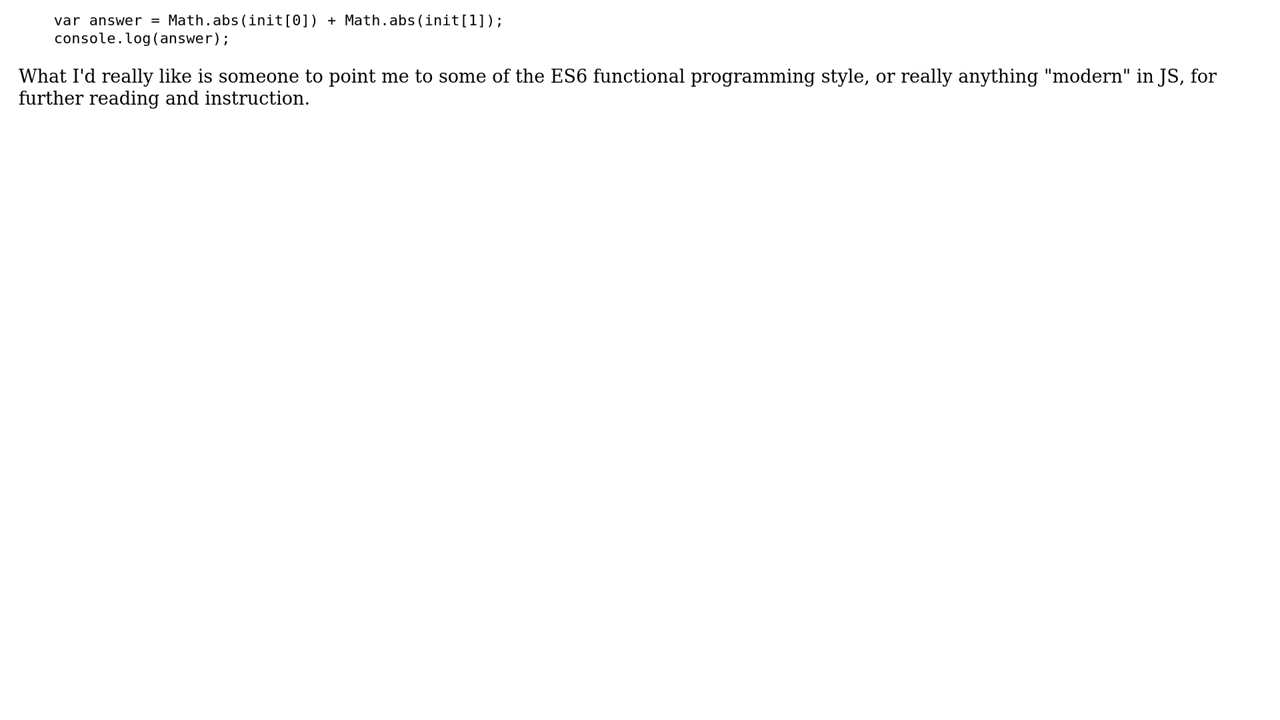 var answer = Math.abs(init[0]) + Math.abs(init[1]);
console.log(answer);
What I'd really like is someone to point me to some of the ES6 functional programming style, or really anything "modern" in JS, for
further reading and instruction.